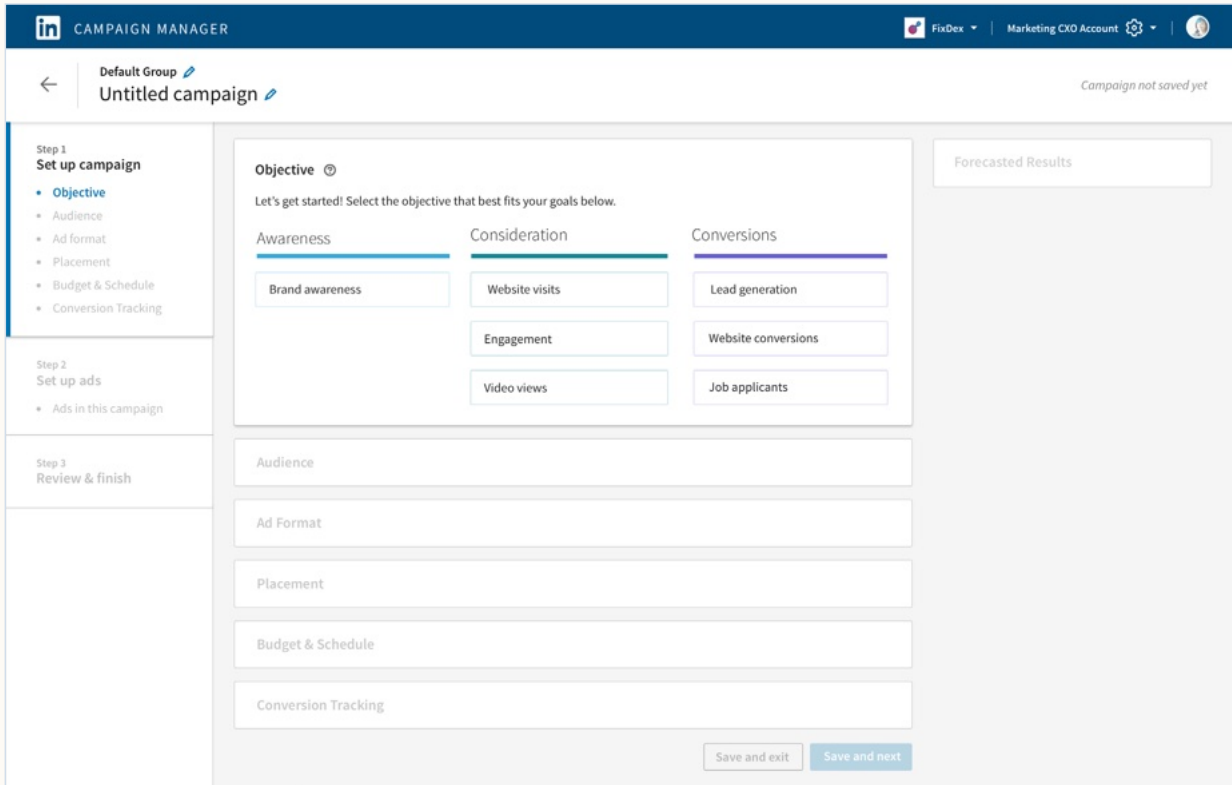 in CAMPAIGN MANAGER
FixDex
Marketing CXO Account
Default Group
Untitled campaign
Campaign not saved yet
Step 1
Set up campaign
• Objective
• Audience
• Ad format
• Placement
• Budget & Schedule
• Conversion Tracking
Step 2
Set up ads
• Ads in this campaign
Step 3
Review & finish
Objective ?
Let's get started! Select the objective that best fits your goals below.
Awareness
Brand awareness
Consideration
Website visits
Engagement
Video views
Conversions
Lead generation
Website conversions
Job applicants
Audience
Ad Format
Placement
Budget & Schedule
Conversion Tracking
Save and exit
Save and next
Forecasted Results